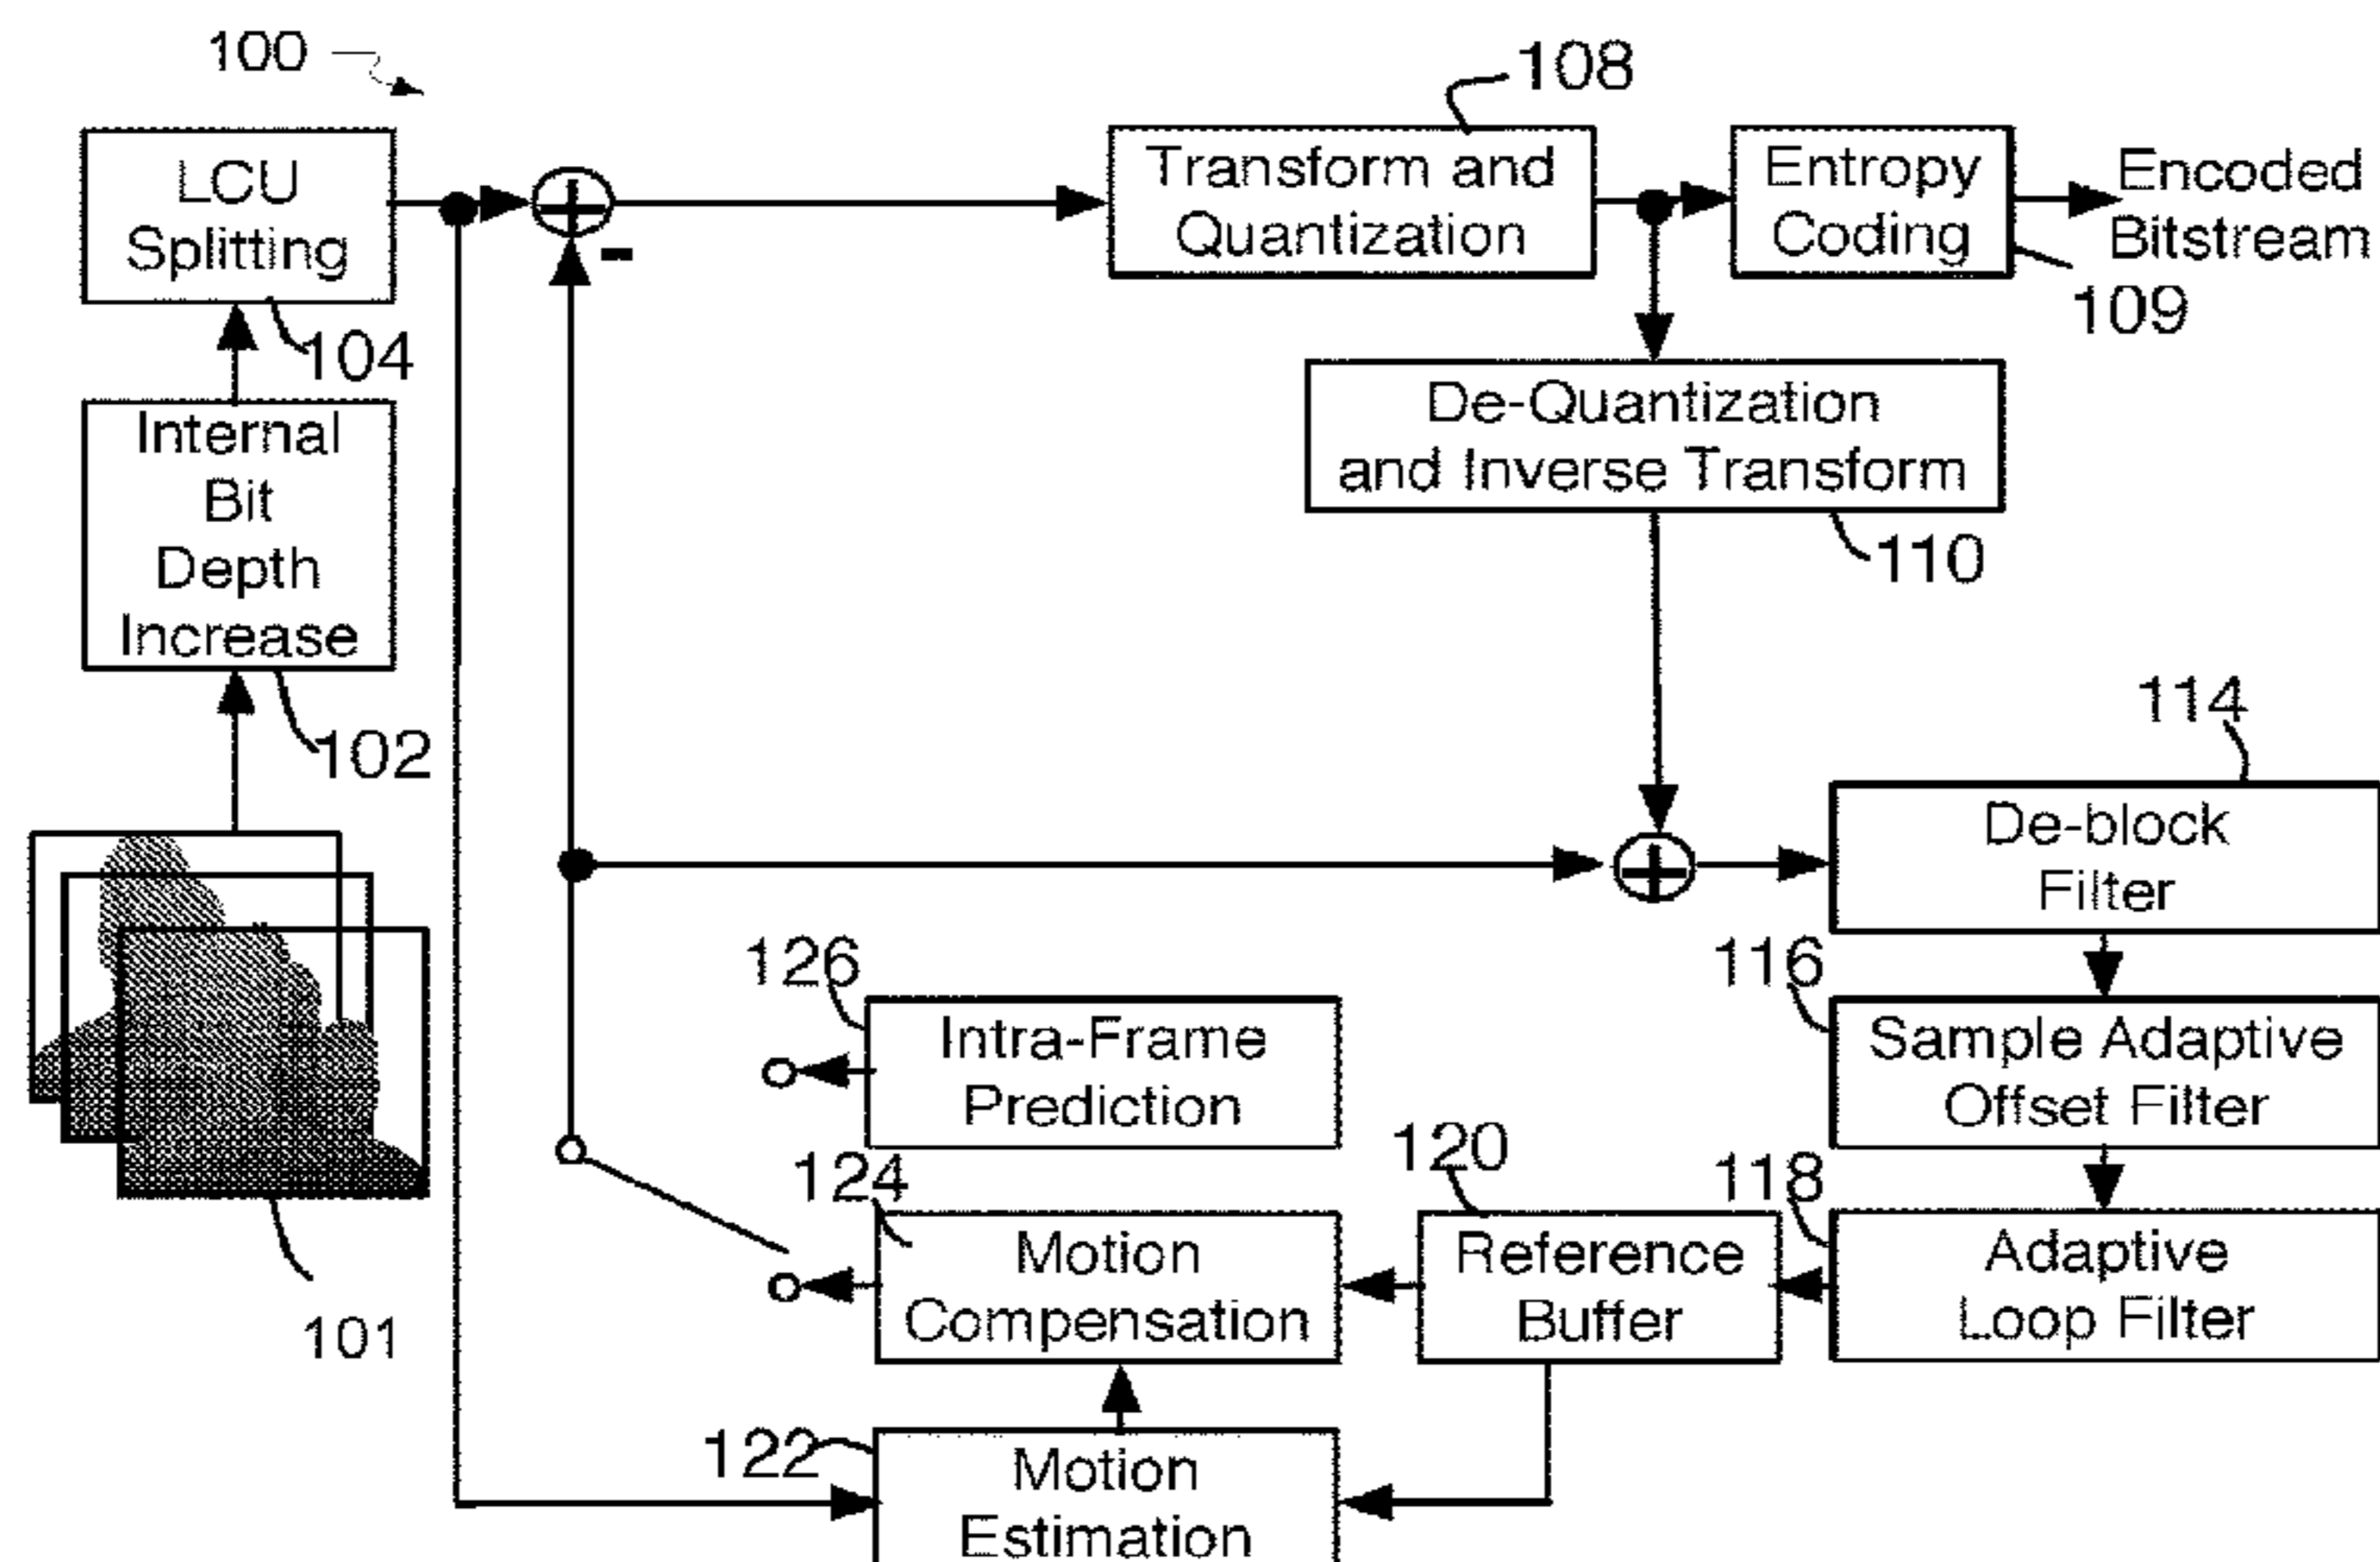 100
108
LCU
Splitting
Transform and
Quantization
Entropy
Coding
Encoded
Bitstream
104
109
Internal
Bit
Depth
Increase
De-Quantization
and Inverse Transform
110
102
114
De-block
Filter
126
116
Intra-Frame
Prediction
Sample Adaptive
Offset Filter
124
120
118
Motion
Compensation
Reference
Buffer
Adaptive
Loop Filter
101
122
Motion
Estimation